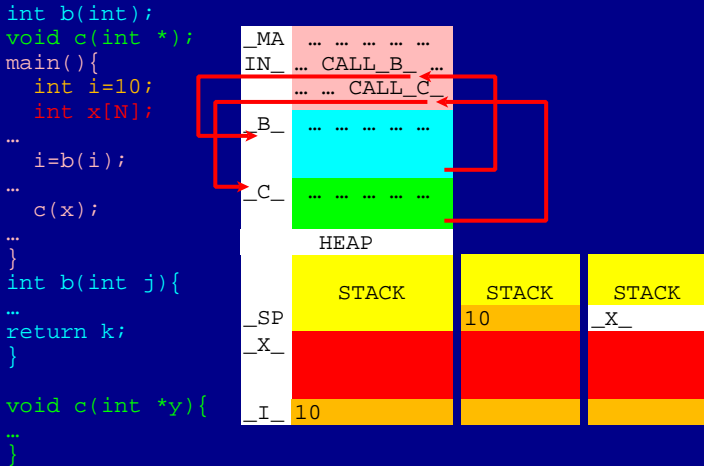 int b(int);
void c(int *);
main(){
int i=10;
int x[N];
…
i=b(i);
…
c(x);
…
}
int b(int j){
…
return k;
}
void c(int *y){
…
}
_MA … … … … …
IN_ … CALL_B_ …
… … CALL_C_
_B_ … … … … …
_C_ … … … … …
HEAP
STACK STACK STACK
_SP 10 _X_
_X_
_I_ 10